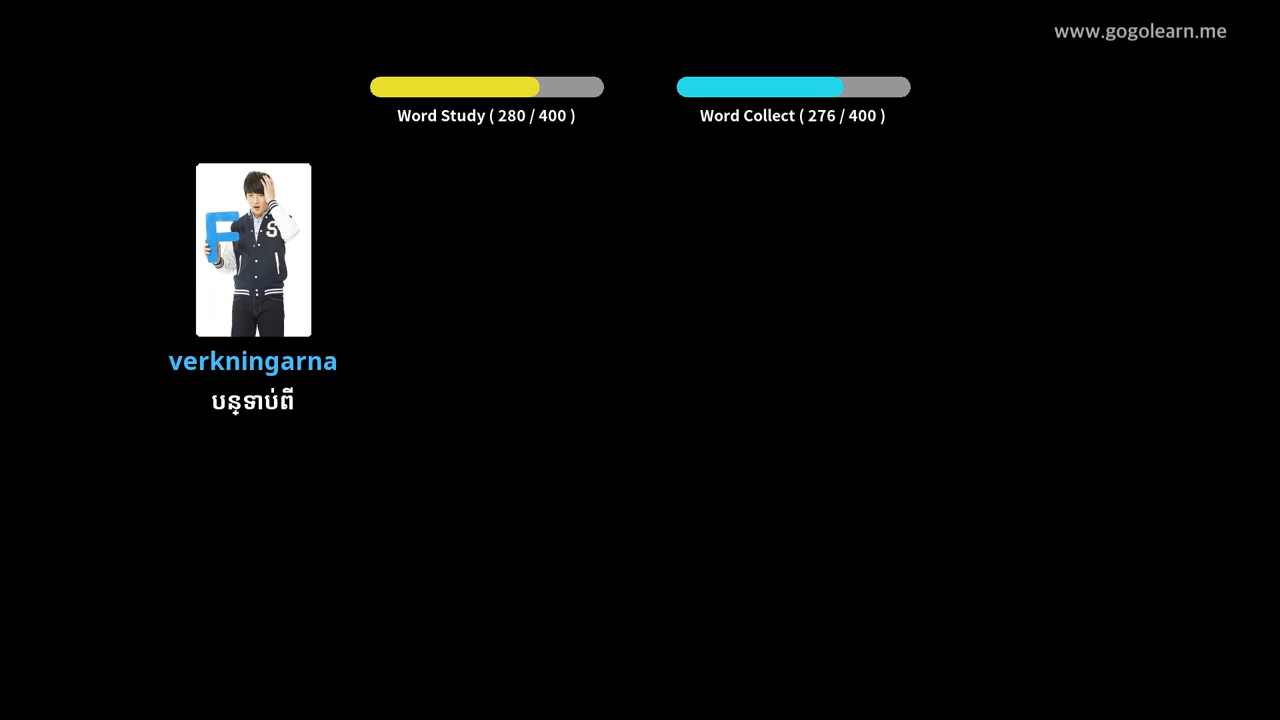 www.gogolearn.me
Word Study ( 280 / 400 )
Word Collect ( 276 / 400 )
F
S
verkningarna
បន្ទាប់ពី